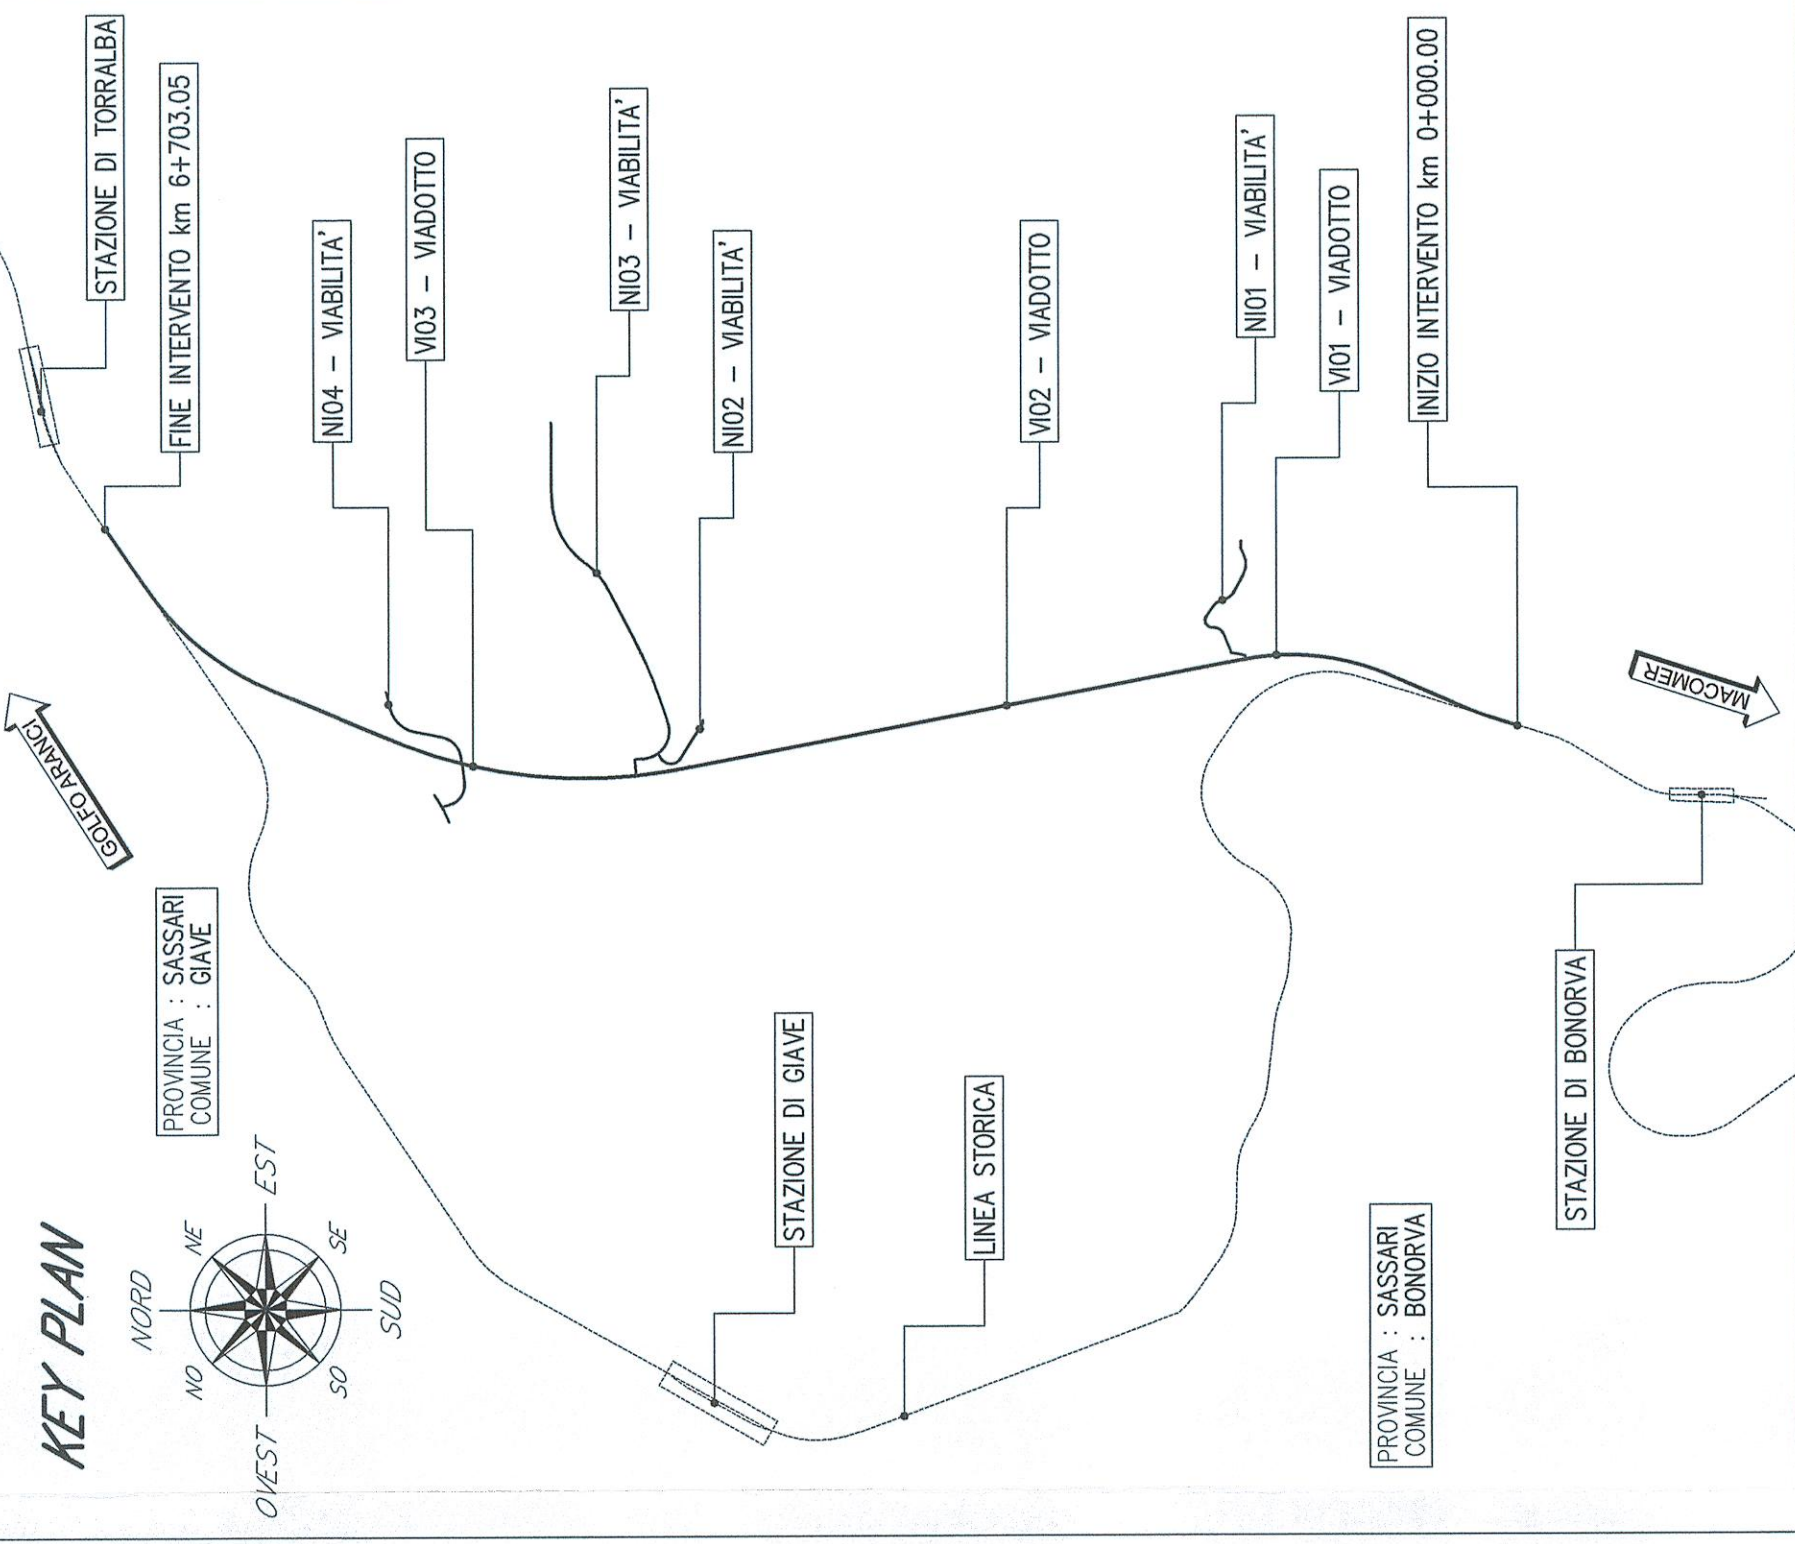 KEY PLAN
NORD
NE
EST
SE
SUD
SO
OVEST
NO
PROVINCIA : SASSARI
COMUNE : GIAVE
GOLFO ARANCI
STAZIONE DI TORRALBA
FINE INTERVENTO km 6+703.05
NI04 - VIABILITA'
VI03 - VIADOTTO
NI03 - VIABILITA'
NI02 - VIABILITA'
VI02 - VIADOTTO
NI01 - VIABILITA'
VI01 - VIADOTTO
INIZIO INTERVENTO km 0+000.00
MACOMER
STAZIONE DI GIAVE
LINEA STORICA
STAZIONE DI BONORVA
PROVINCIA : SASSARI
COMUNE : BONORVA